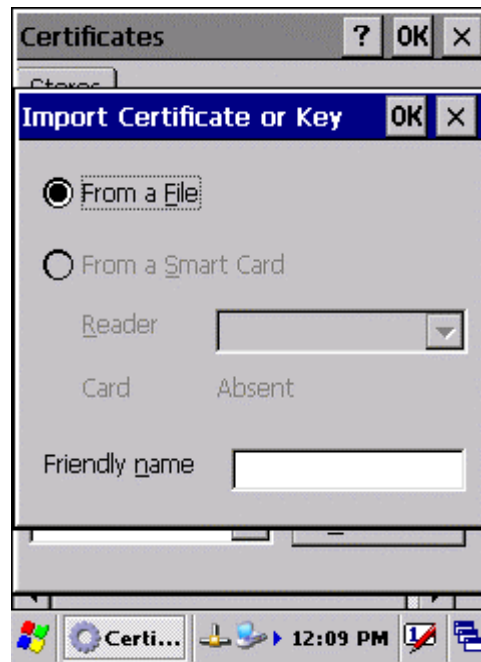 Certificates ? OK ×
Stores
Import Certificate or Key OK ×
From a File
From a Smart Card
Reader
Card Absent
Friendly name
Certi... 12:09 PM